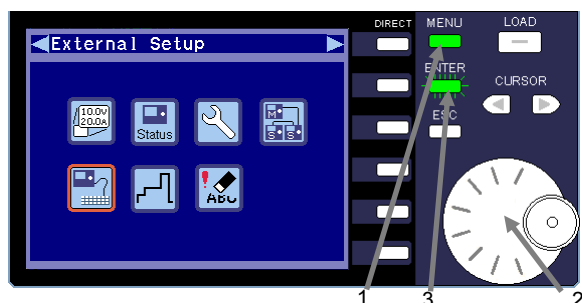 DIRECT MENU LOAD
External Setup
ENTER
CURSOR
10.0V
20.0A
Status
M
S S
ESC
ABC
1 3 2